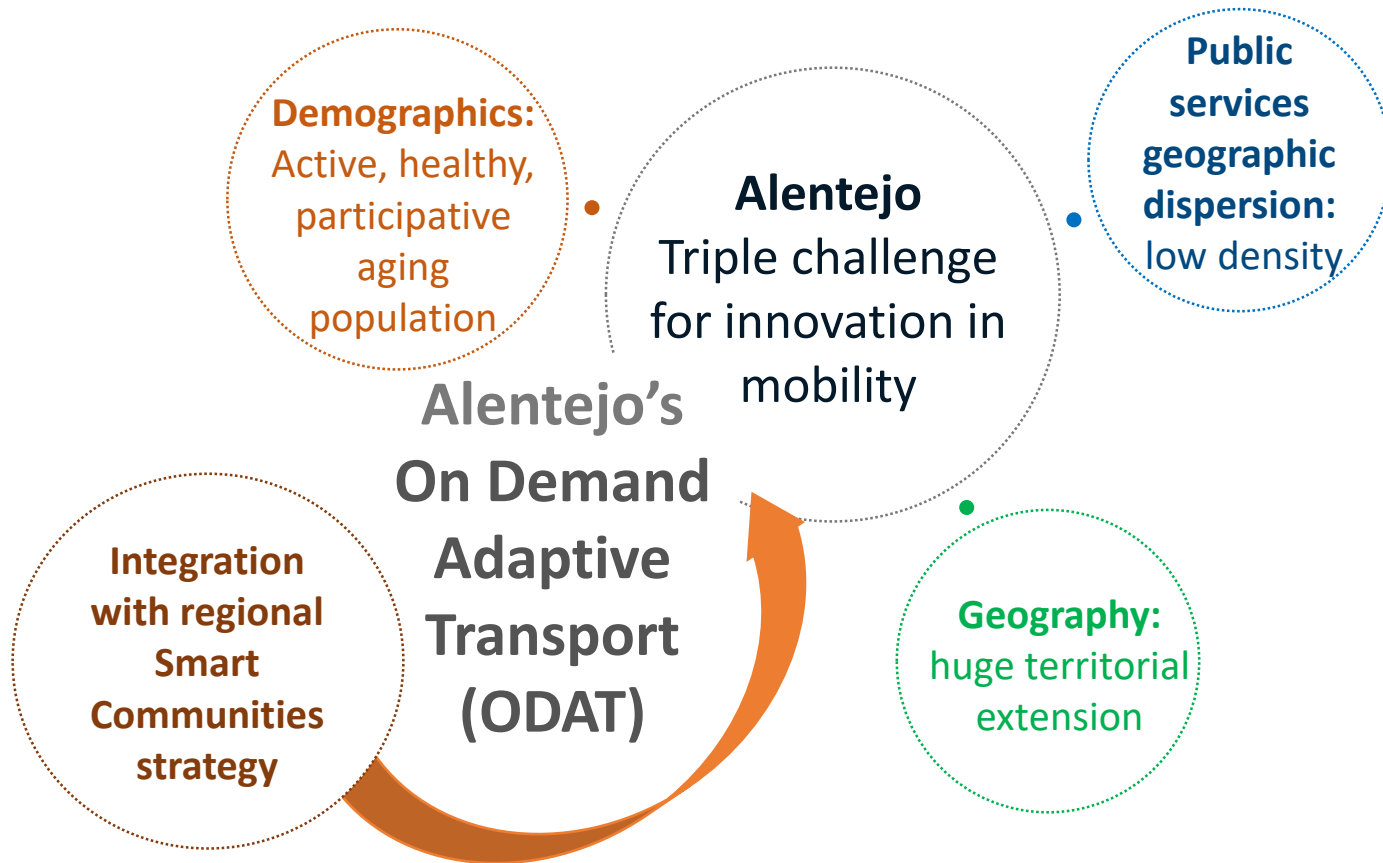 Demographics:
Active, healthy,
participative
aging
population
Alentejo
Triple challenge
for innovation in
mobility
Public
services
geographic
dispersion:
low density
Alentejo’s
On Demand
Adaptive
Transport
(ODAT)
Integration
with regional
Smart
Communities
strategy
Geography:
huge territorial
extension